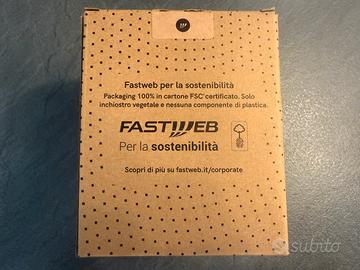 Fastweb per la sostenibilità
Packaging 100% in cartone FSC® certificato. Solo
inchiostro vegetale e nessuna componente di plastica.
FASTWEB
Per la sostenibilità
Scopri di più su fastweb.it/corporate
subito